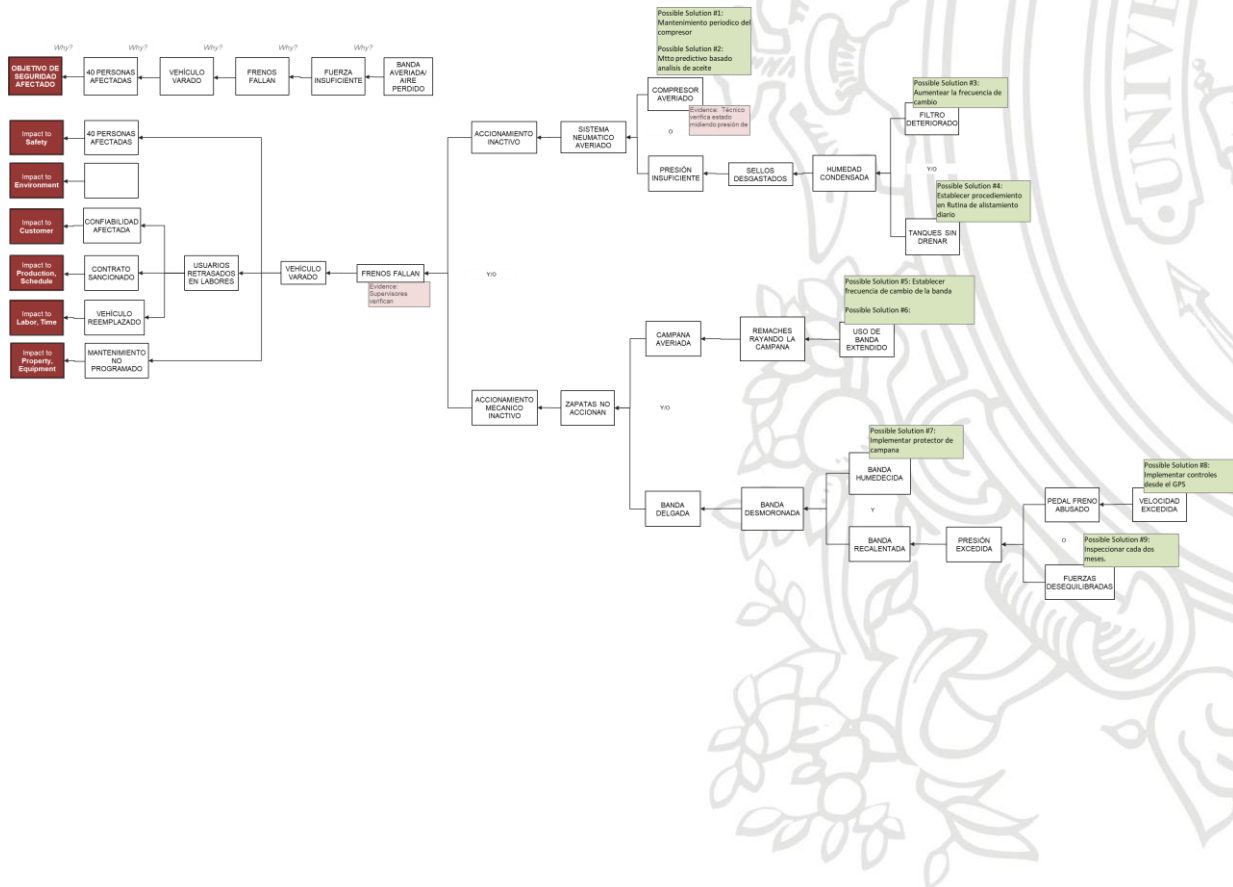 Why?
Why?
Why?
Why?
Why?
OBJETIVO DE
SEGURIDAD
AFECTADO
40 PERSONAS
AFECTADAS
VEHÍCULO
VARADO
FRENOS
FALLAN
FUERZA
INSUFICIENTE
BANDA
AVERIADA/
AIRE
PERDIDO
Impact to
Safety
40 PERSONAS
AFECTADAS
Impact to
Environment
Impact to
Customer
CONFIABILIDAD
AFECTADA
Impact to
Production,
Schedule
CONTRATO
SANCIONADO
Impact to
Labor, Time
VEHÍCULO
REEMPLAZADO
Impact to
Property,
Equipment
MANTENIMIENTO
NO
PROGRAMADO
USUARIOS
RETRASADOS
EN LABORES
VEHÍCULO
VARADO
FRENOS FALLAN
Evidence:
Supervisores
verifican
Y/O
ACCIONAMIENTO
INACTIVO
SISTEMA
NEUMATICO
AVERIADO
Possible Solution #1:
Mantenimiento periodico del
compresor
Possible Solution #2:
Mtto predictivo basado
analisis de aceite
COMPRESOR
AVERIADO
Evidence: Técnico
verifica estado
midiendo presión de
O
PRESIÓN
INSUFICIENTE
SELLOS
DESGASTADOS
HUMEDAD
CONDENSADA
Possible Solution #3:
Aumentear la frecuencia de
cambio
FILTRO
DETERIORADO
Y/O
Possible Solution #4:
Establecer procediemiento
en Rutina de alistamiento
diario
TANQUES SIN
DRENAR
ACCIONAMIENTO
MECANICO
INACTIVO
ZAPATAS NO
ACCIONAN
Y/O
CAMPANA
AVERIADA
REMACHES
RAYANDO LA
CAMPANA
Possible Solution #5: Establecer
frecuencia de cambio de la banda
Possible Solution #6:
USO DE
BANDA
EXTENDIDO
BANDA
DELGADA
BANDA
DESMORONADA
Possible Solution #7:
Implementar protector de
campana
BANDA
HUMEDECIDA
Y
BANDA
RECALENTADA
PRESIÓN
EXCEDIDA
PEDAL FRENO
ABUSADO
Possible Solution #8:
Implementar controles
desde el GPS
VELOCIDAD
EXCEDIDA
O
Possible Solution #9:
Inspeccionar cada dos
meses.
FUERZAS
DESEQUILIBRADAS
UNIVE